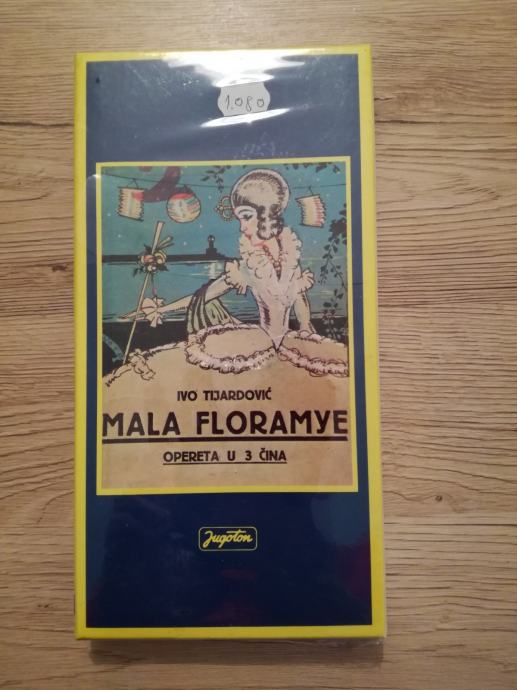 1.080
IVO TIJARDOVIĆ
MALA FLORAMYE
OPERETA U 3 ČINA
Jugoton